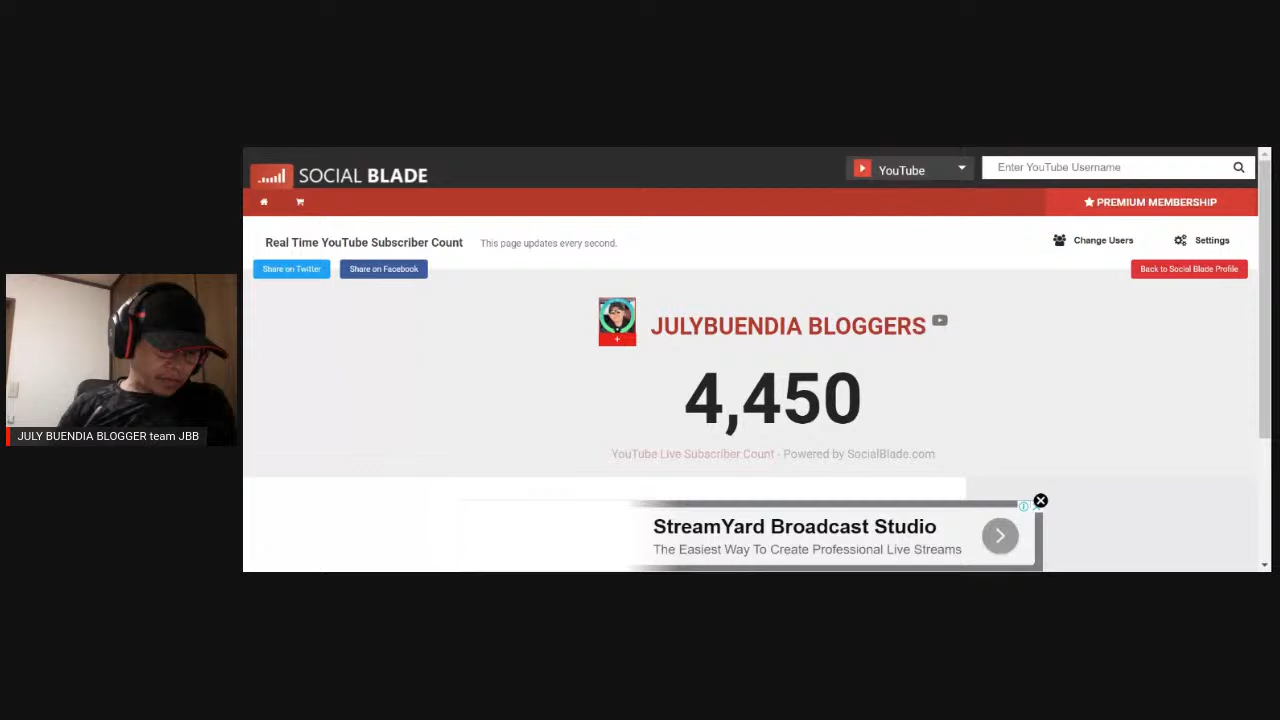 SOCIAL BLADE
YouTube
Enter YouTube Username
PREMIUM MEMBERSHIP
Real Time YouTube Subscriber Count
This page updates every second.
Change Users
Settings
Share on Twitter
Share on Facebook
Back to Social Blade Profile
JULYBUENDIA BLOGGERS
4,450
YouTube Live Subscriber Count - Powered by SocialBlade.com
JULY BUENDIA BLOGGER team JBB
StreamYard Broadcast Studio
The Easiest Way To Create Professional Live Streams